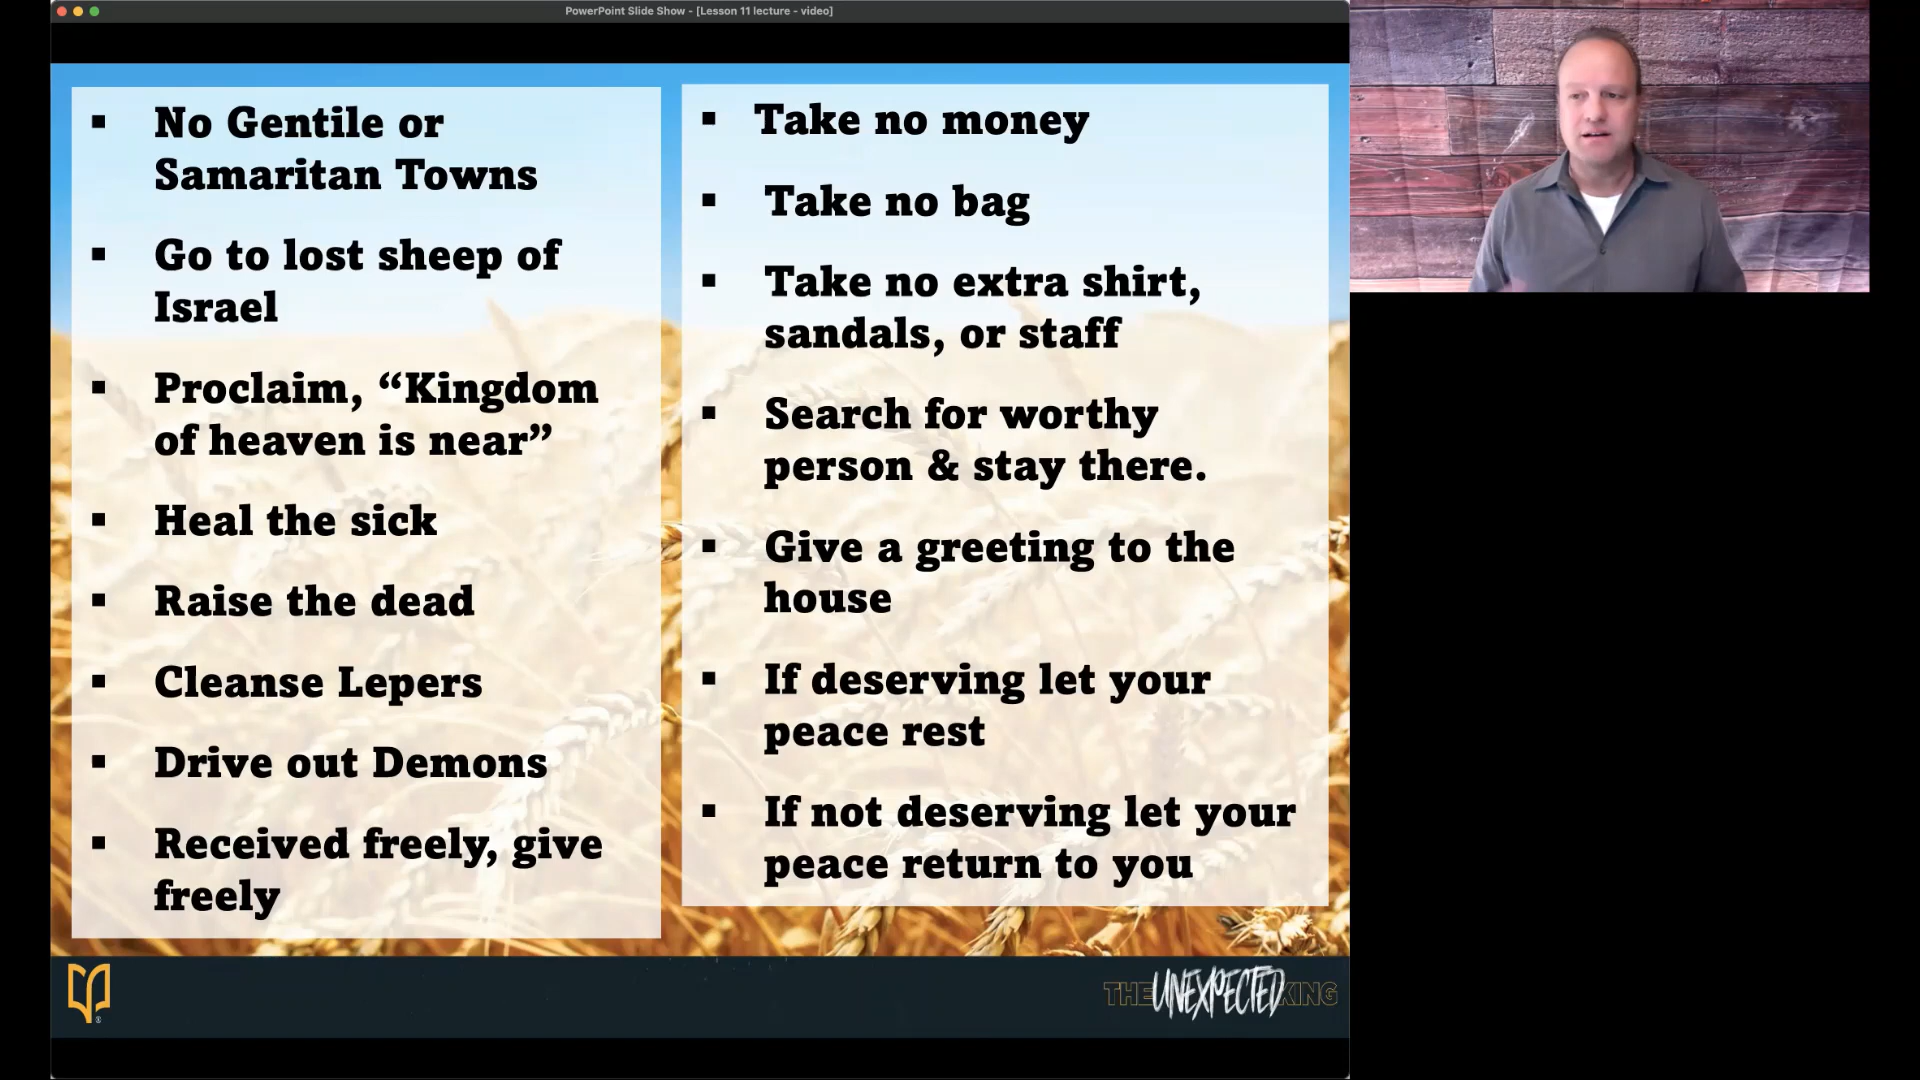 PowerPoint Slide Show - [Lesson 11 lecture - video]
▪ No Gentile or
Samaritan Towns
▪ Go to lost sheep of
Israel
▪ Proclaim, “Kingdom
of heaven is near”
▪ Heal the sick
▪ Raise the dead
▪ Cleanse Lepers
▪ Drive out Demons
▪ Received freely, give
freely
▪ Take no money
▪ Take no bag
▪ Take no extra shirt,
sandals, or staff
▪ Search for worthy
person & stay there.
▪ Give a greeting to the
house
▪ If deserving let your
peace rest
▪ If not deserving let your
peace return to you
THE UNEXPECTED KING